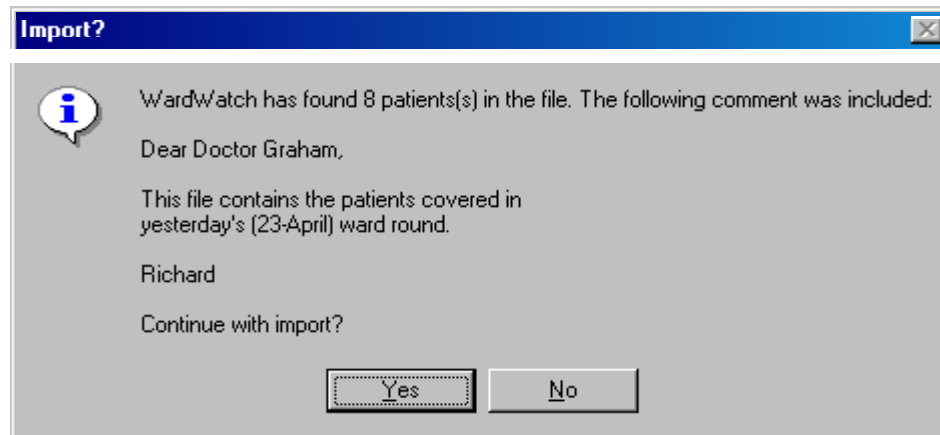 Import?
WardWatch has found 8 patients(s) in the file. The following comment was included:
Dear Doctor Graham,
This file contains the patients covered in
yesterday's (23-April) ward round.
Richard
Continue with import?
Yes
No